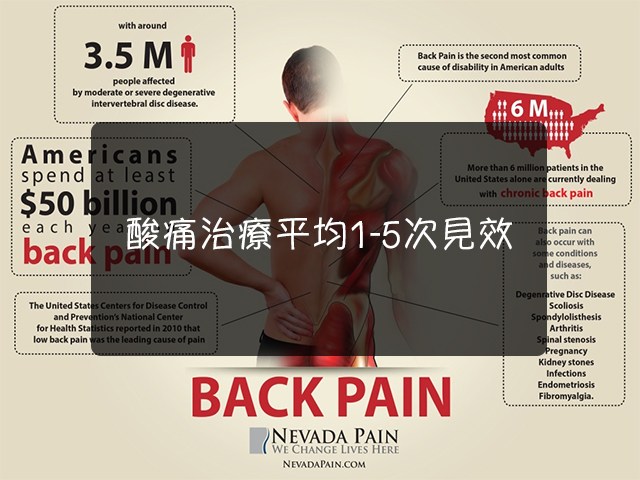 with around
3.5 M
people affected
by moderate or severe degenerative
intervertebral disc disease.
Back Pain is the second most common
cause of disability in American adults
6 M
Americans
spend at least
$50 billion
each year
back pain
More than 6 million patients in the
United States alone are currently dealing
with chronic back pain
酸痛治療平均1-5次見效
Back pain can
also occur with
some conditions
and diseases,
such as:
Degenrative Disc Disease
Scoliosis
Spondylolisthesis
Arthritis
Spinal stenosis
Pregnancy
Kidney stones
Infections
Endometriosis
Fibromyalgia.
The United States Centers for Disease Control
and Prevention's National Center
for Health Statistics reported in 2010 that
low back pain was the leading cause of pain
BACK PAIN
NEVADA PAIN
WE CHANGE LIVES HERE
NEVADAPAIN.COM